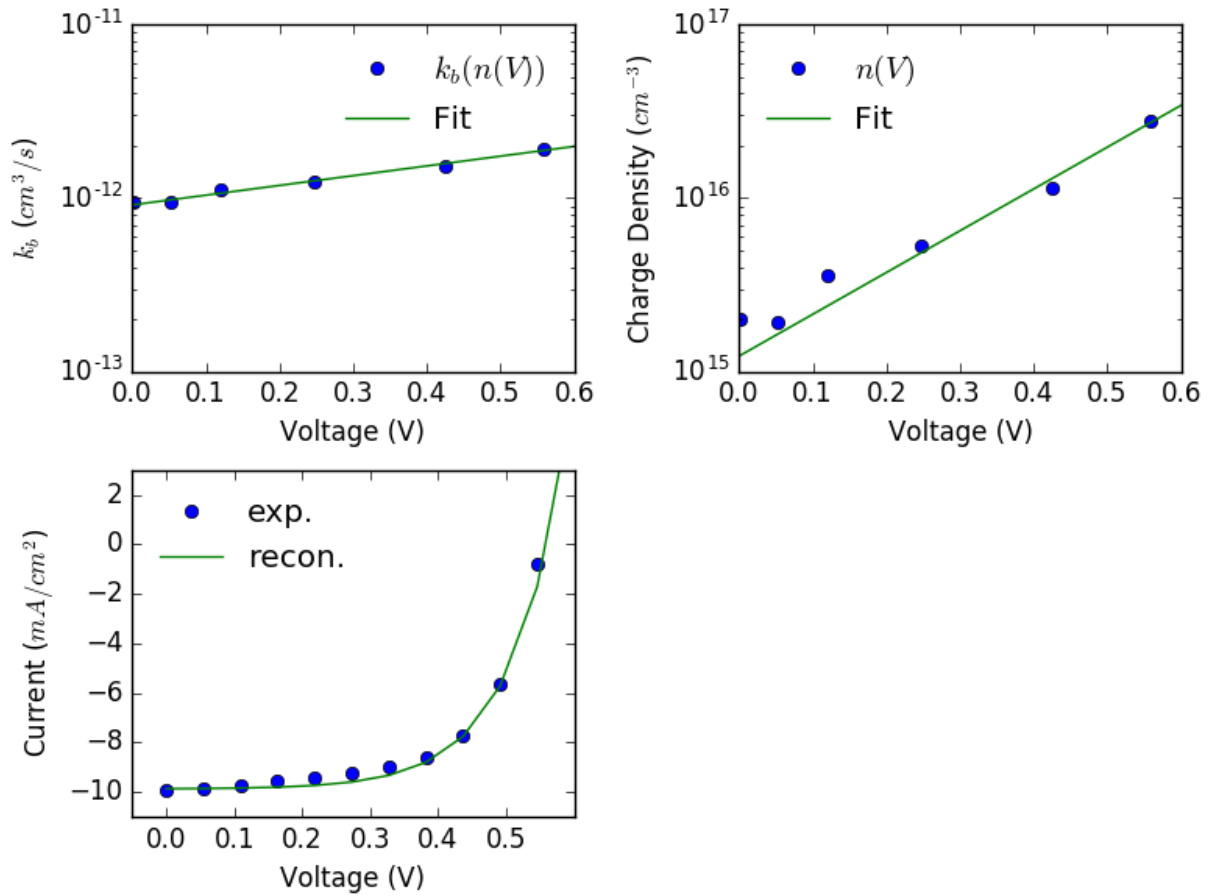 10^{-11}
k_b(n(V))
Fit
k_b (cm^3/s)
10^{-12}
10^{-13}
0.0 0.1 0.2 0.3 0.4 0.5 0.6
Voltage (V)
10^{17}
n(V)
Fit
Charge Density (cm^{-3})
10^{16}
10^{15}
0.0 0.1 0.2 0.3 0.4 0.5 0.6
Voltage (V)
2
exp.
0
recon.
−2
Current (mA/cm^2)
−4
−6
−8
−10
0.0 0.1 0.2 0.3 0.4 0.5
Voltage (V)